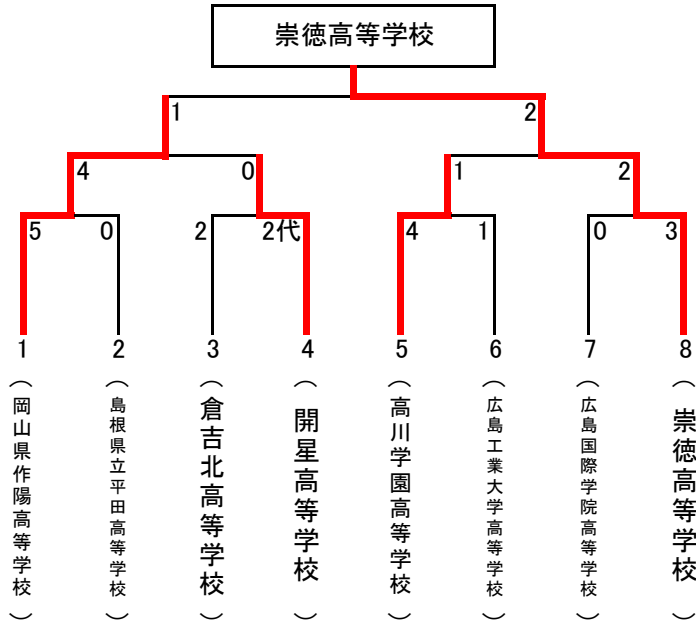 崇徳高等学校
1 2
4 0 1 2
5 0 2 2代 4 1 0 3
1 2 3 4 5 6 7 8
（岡山県作陽高等学校）
（島根県立平田高等学校）
（倉吉北高等学校）
（開星高等学校）
（高川学園高等学校）
（広島工業大学高等学校）
（広島国際学院高等学校）
（崇徳高等学校）